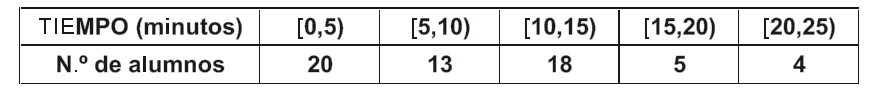 TIEMPO (minutos) [0,5) [5,10) [10,15) [15,20) [20,25)
N.º de alumnos 20 13 18 5 4